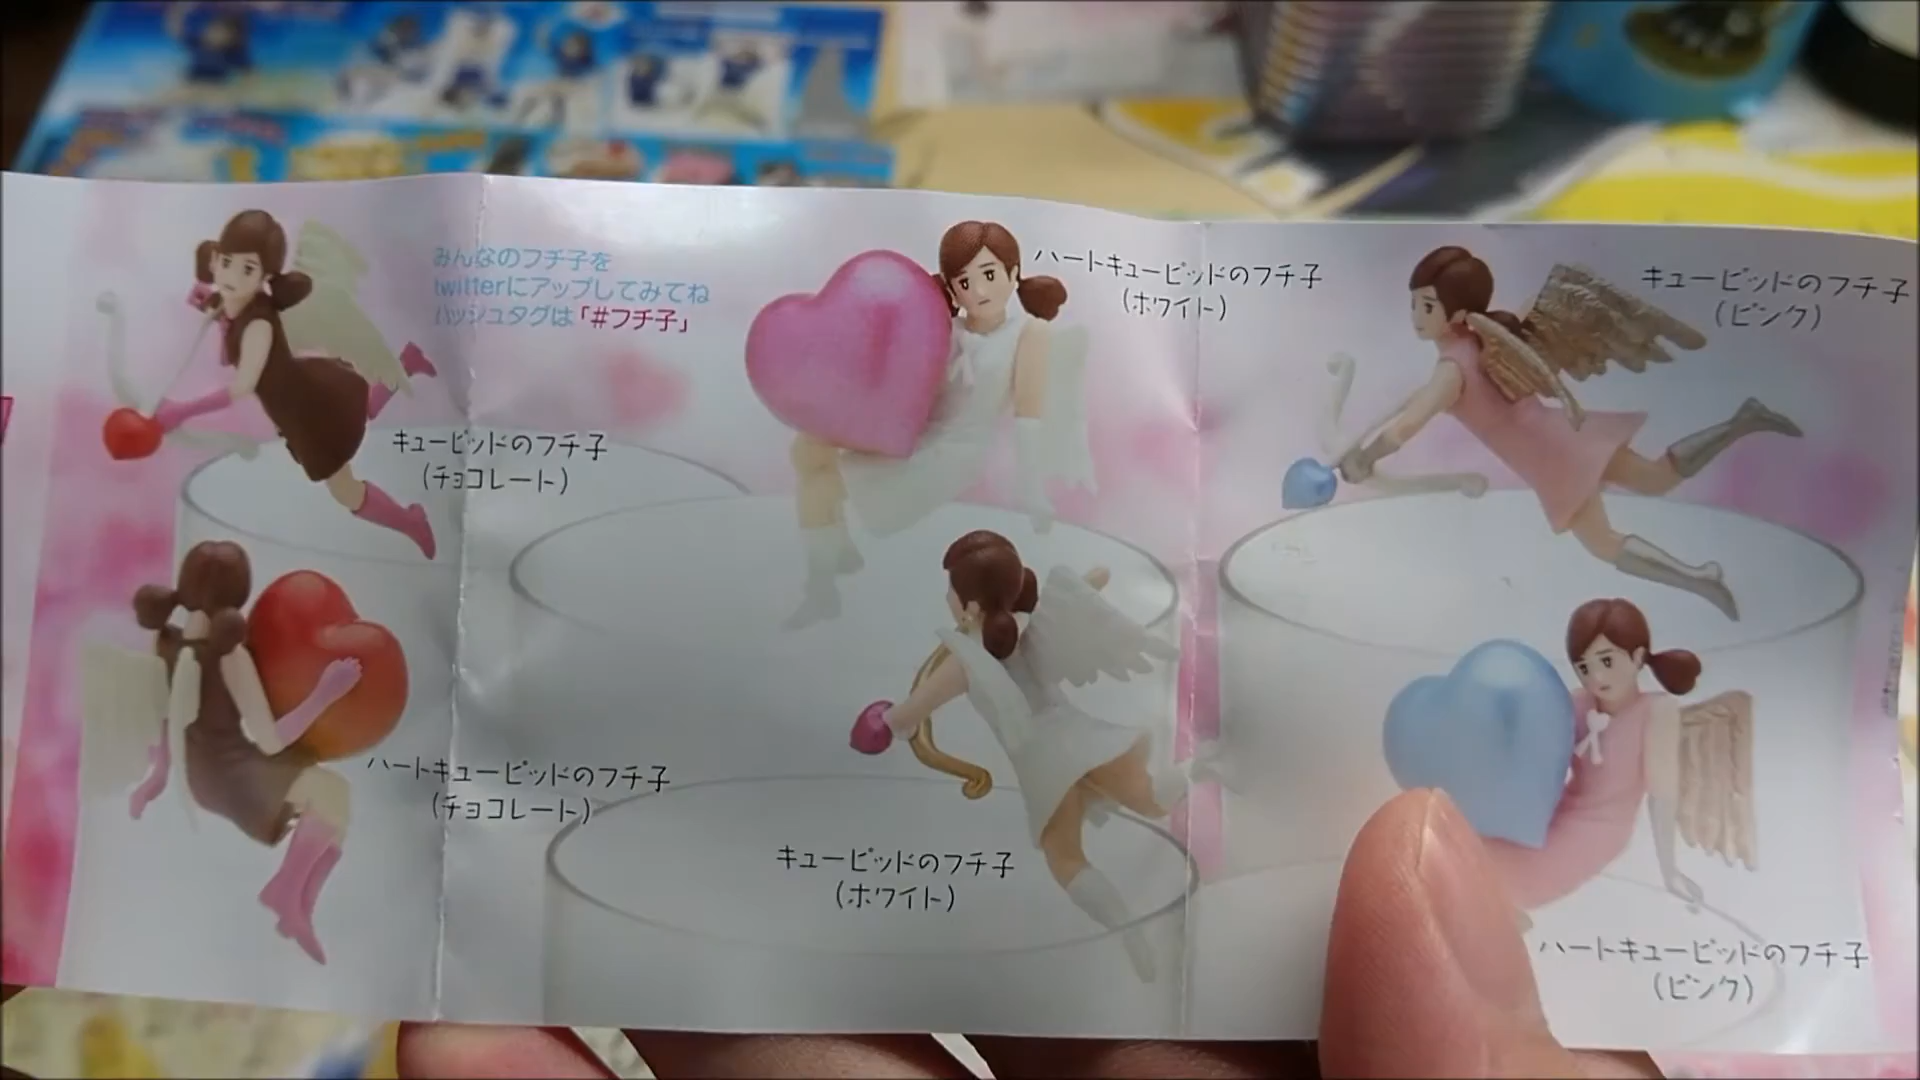 みんなのフチ子を
twitterにアップしてみてね
ハッシュタグは「#フチ子」
キューピッドのフチ子
(チョコレート)
ハートキューピッドのフチ子
(チョコレート)
ハートキューピッドのフチ子
(ホワイト)
キューピッドのフチ子
(ホワイト)
キューピッドのフチ子
(ピンク)
ハートキューピッドのフチ子
(ピンク)